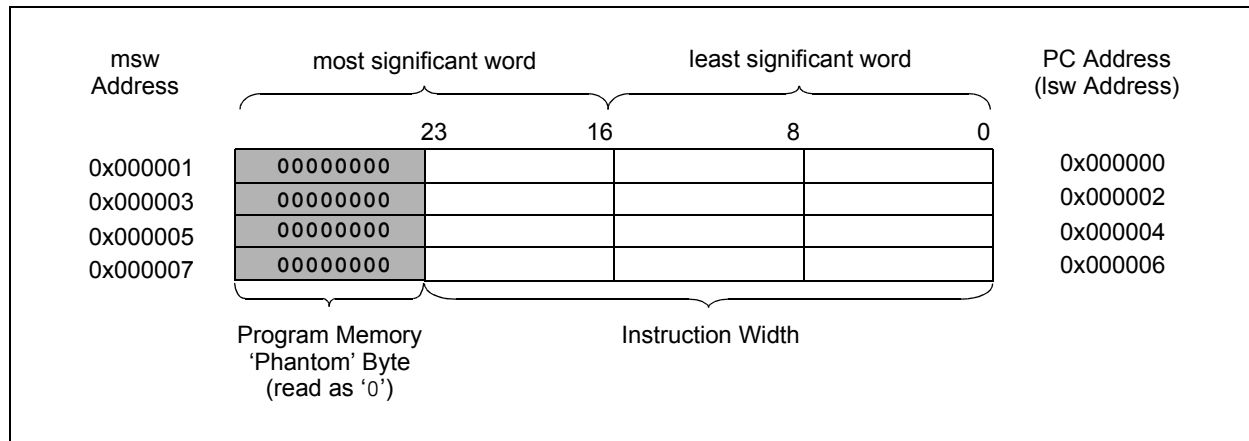 msw
Address
most significant word
least significant word
PC Address
(lsw Address)
23 16 8 0
0x000001 00000000 0x000000
0x000003 00000000 0x000002
0x000005 00000000 0x000004
0x000007 00000000 0x000006
Program Memory
‘Phantom’ Byte
(read as ‘0’)
Instruction Width